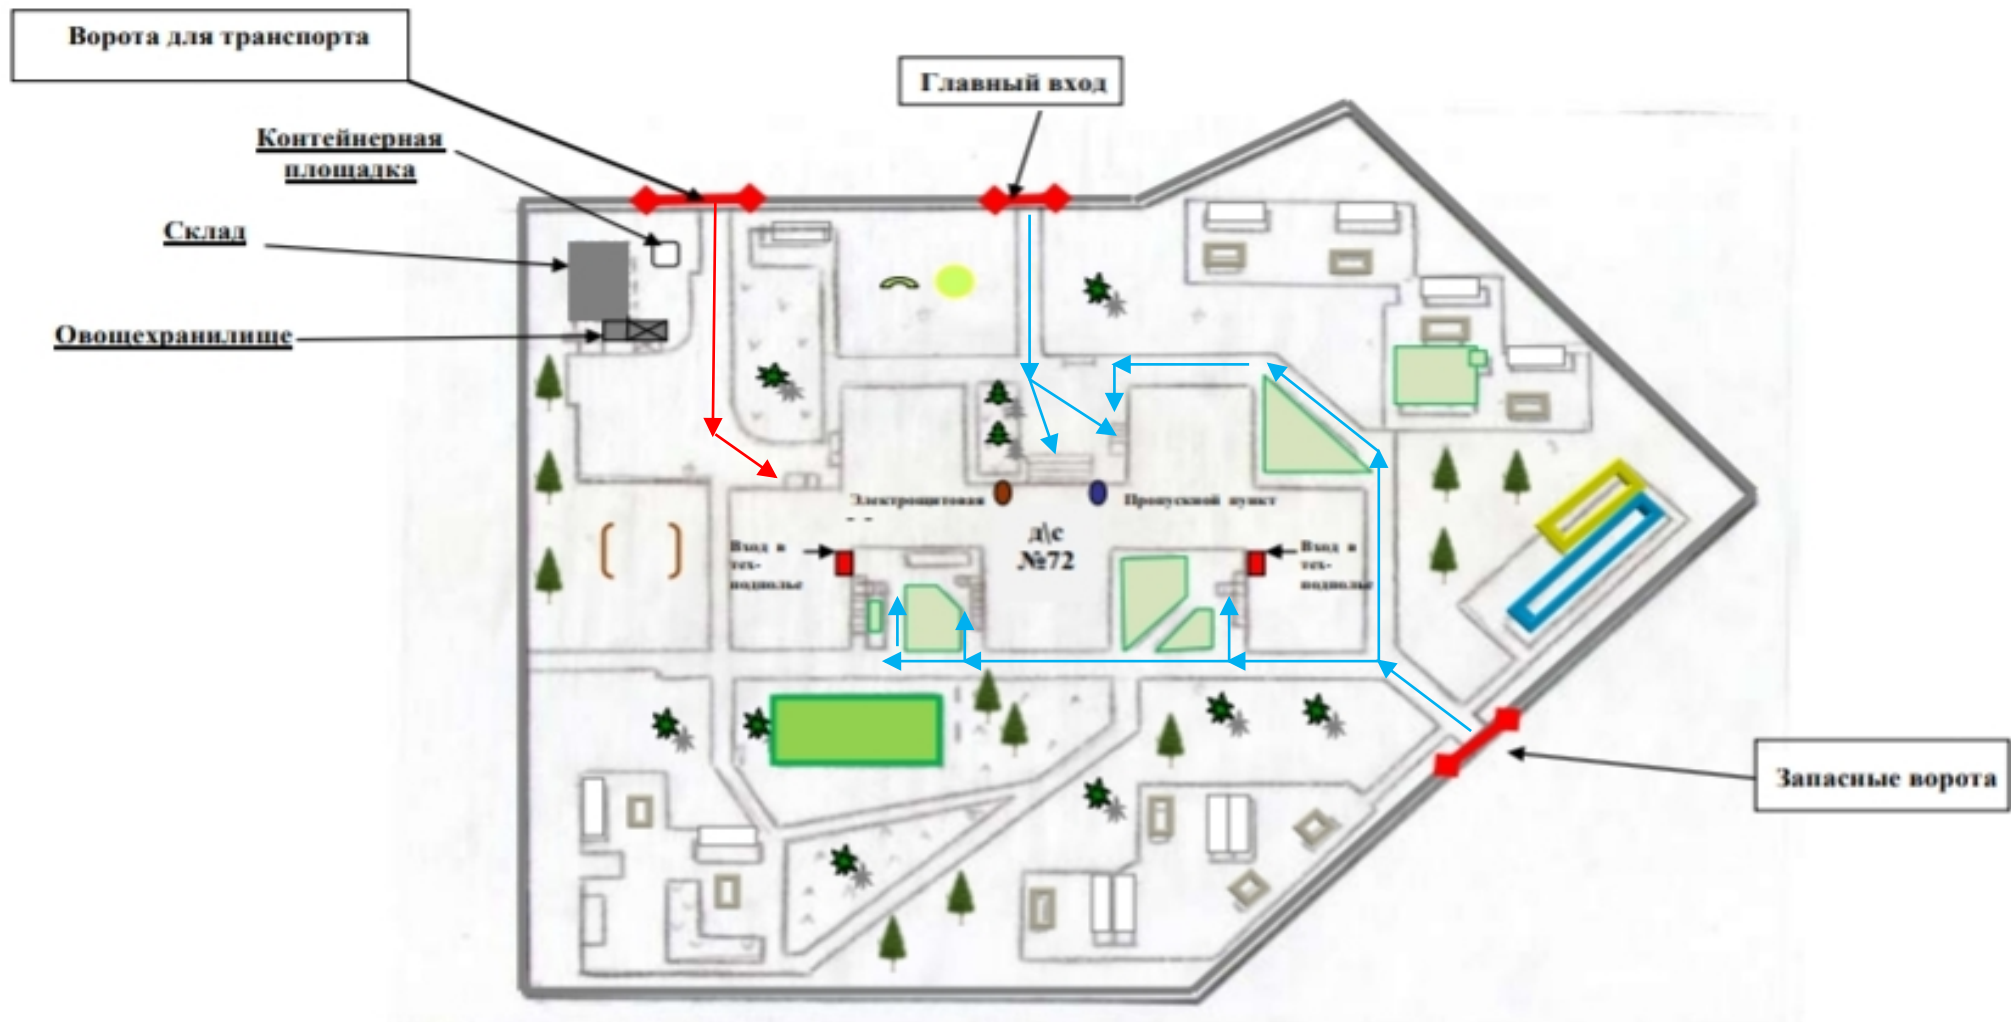 Ворота для транспорта
Главный вход
Контейнерная
площадка
Склад
Овощехранилище
Электрощитовая
Пропускной пункт
д\с
№72
Вход в
тех-
подполье
Вход в
тех-
подполье
Запасные ворота